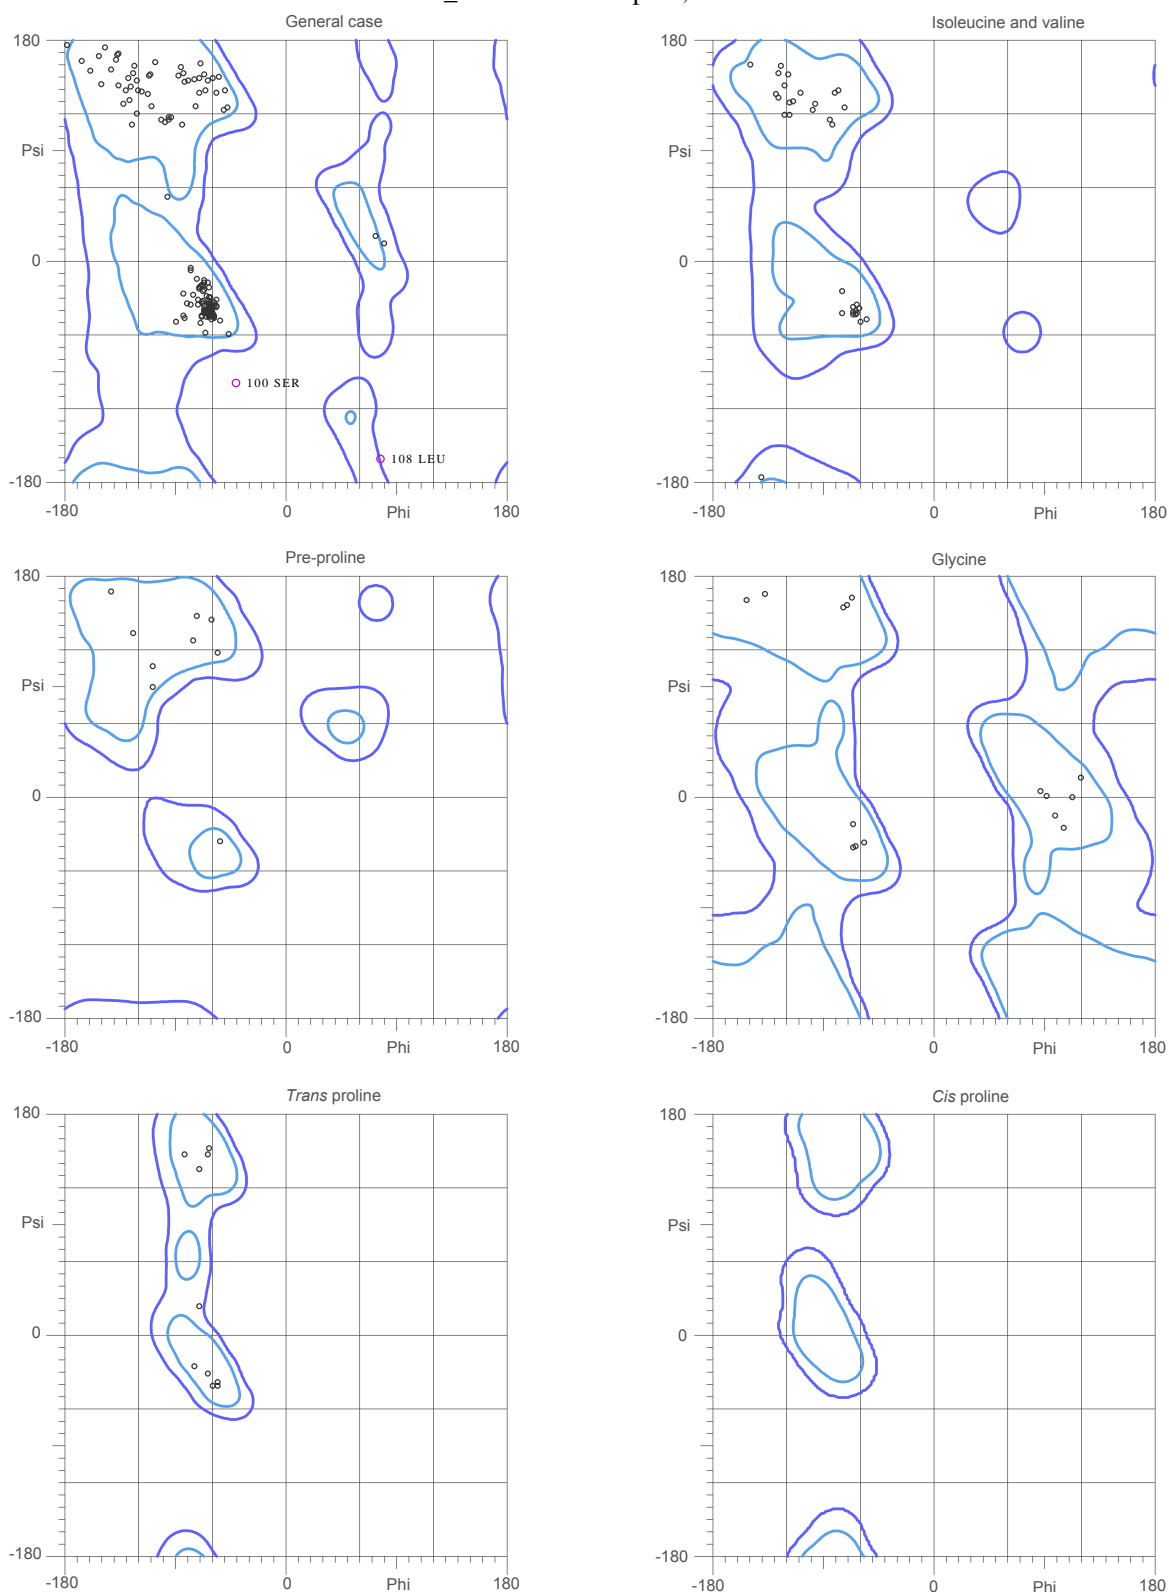 General case
Isoleucine and valine
180
180
Psi
Psi
0
0
100 SER
108 LEU
-180
-180
-180
0
Phi
180
-180
0
Phi
180
Pre-proline
Glycine
180
180
Psi
Psi
0
0
-180
-180
-180
0
Phi
180
-180
0
Phi
180
Trans proline
Cis proline
180
180
Psi
Psi
0
0
-180
-180
-180
0
Phi
180
-180
0
Phi
180